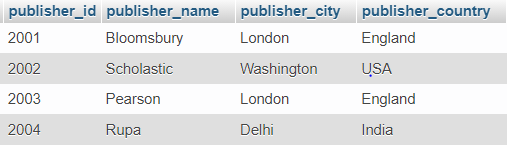 publisher_id publisher_name publisher_city publisher_country
2001 Bloomsbury London England
2002 Scholastic Washington USA
2003 Pearson London England
2004 Rupa Delhi India